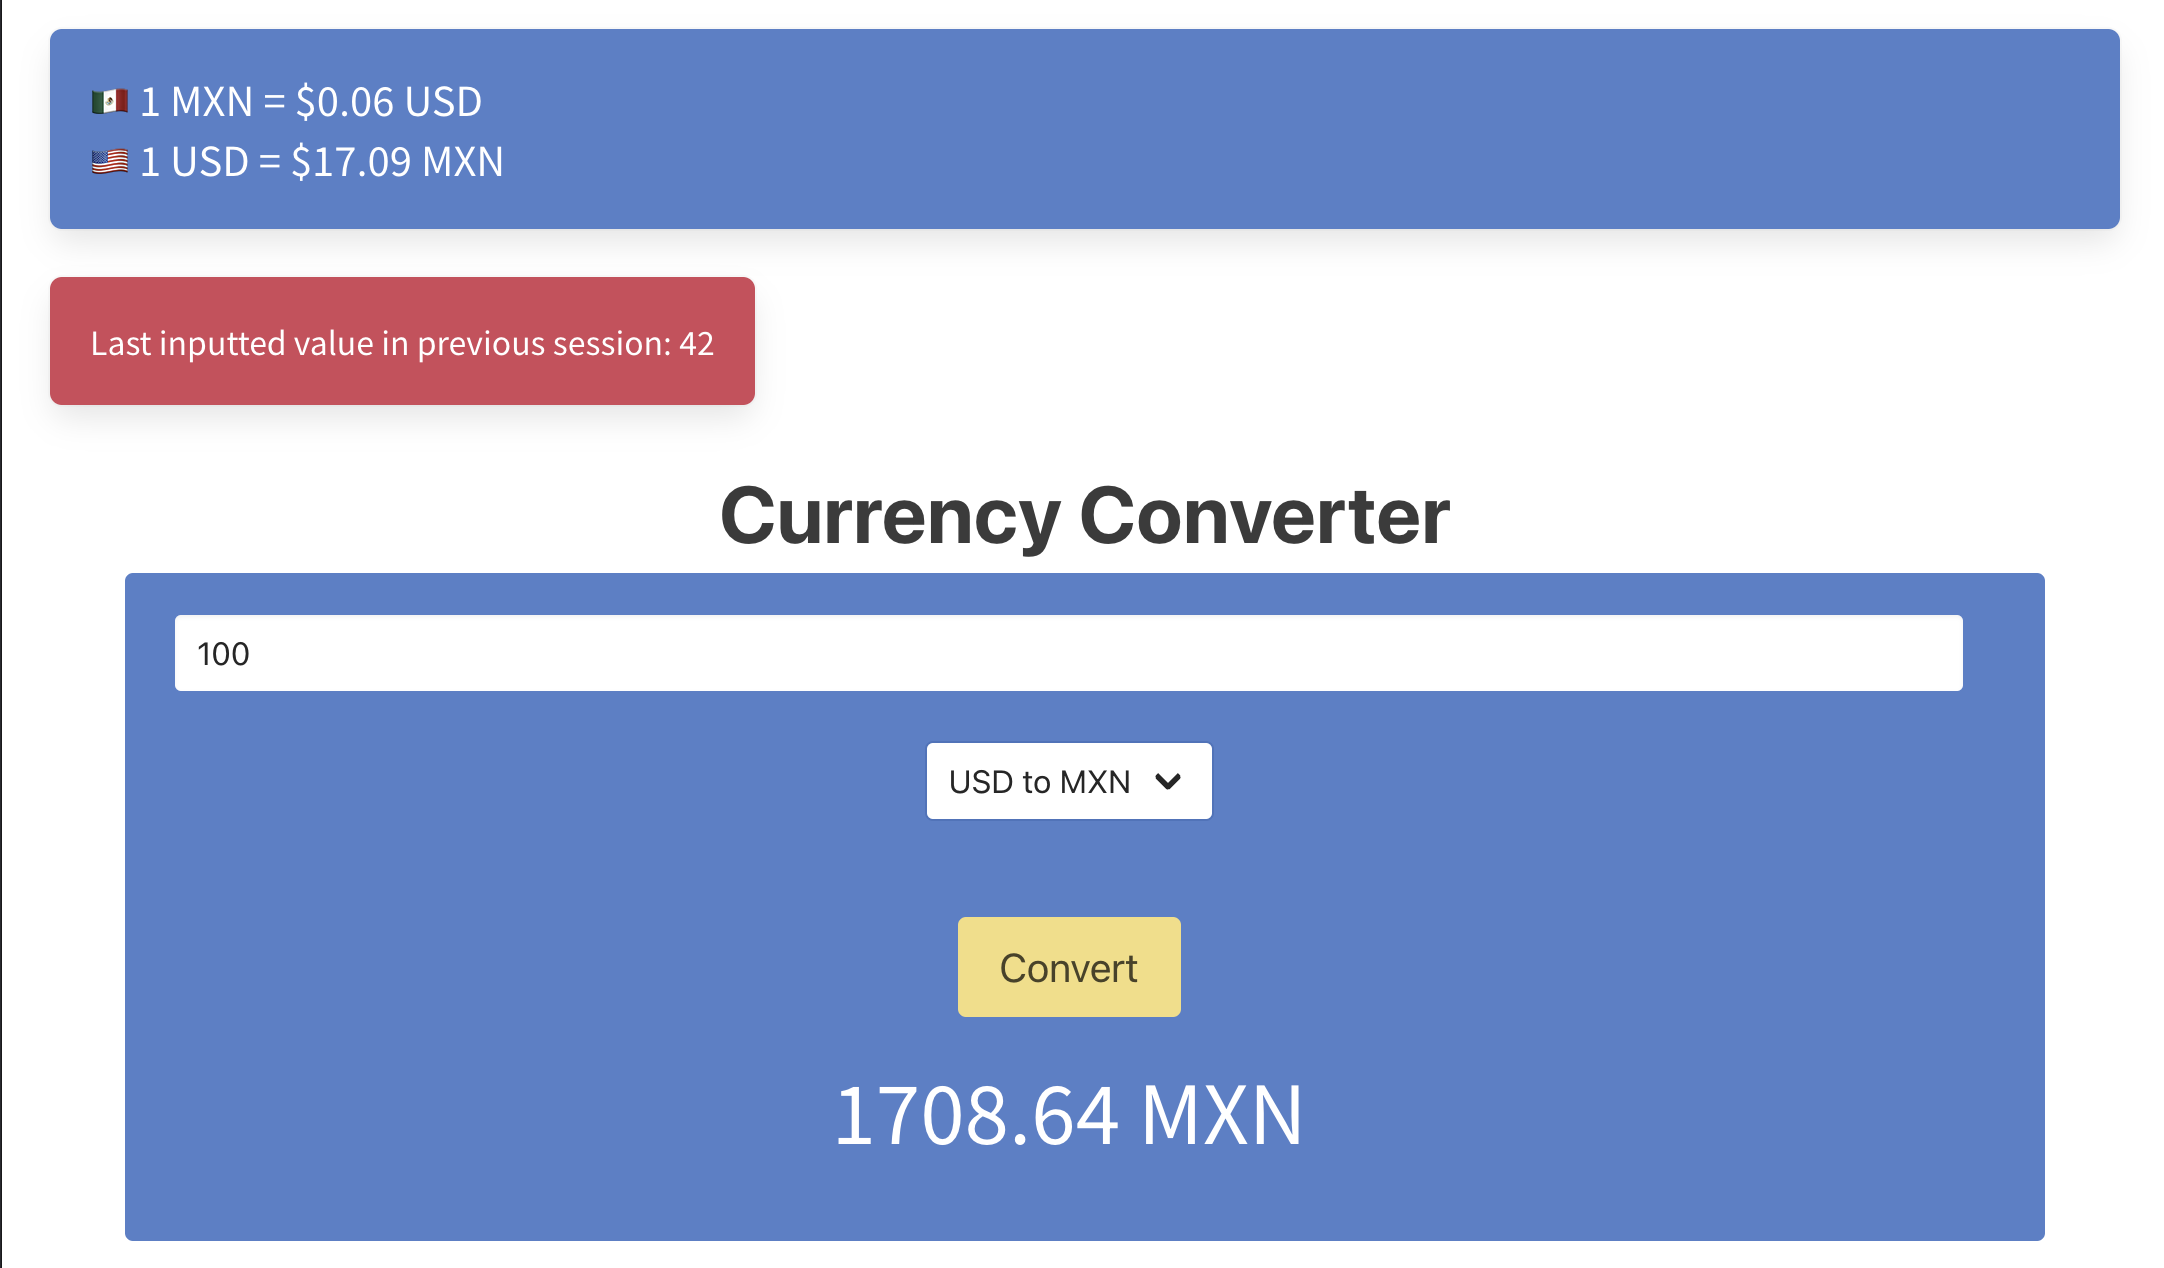 1 MXN = $0.06 USD
1 USD = $17.09 MXN
Last inputted value in previous session: 42
Currency Converter
100
USD to MXN
Convert
1708.64 MXN